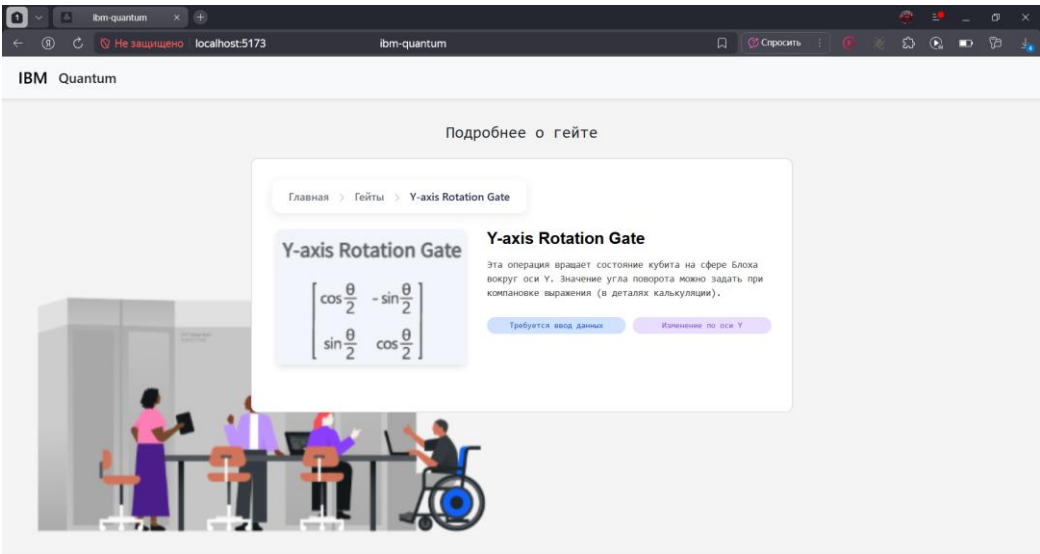 1
ibm-quantum
Не защищено localhost:5173
ibm-quantum
Спросить
IBM Quantum
Подробнее о гейте
Главная > Гейты > Y-axis Rotation Gate
Y-axis Rotation Gate
cos θ/2 - sin θ/2
sin θ/2 cos θ/2
Y-axis Rotation Gate
Эта операция вращает состояние кубита на сфере Блоха
вокруг оси Y. Значение угла поворота можно задать при
компановке выражения (в деталях калькуляции).
Требуется ввод данных
Изменение по оси Y